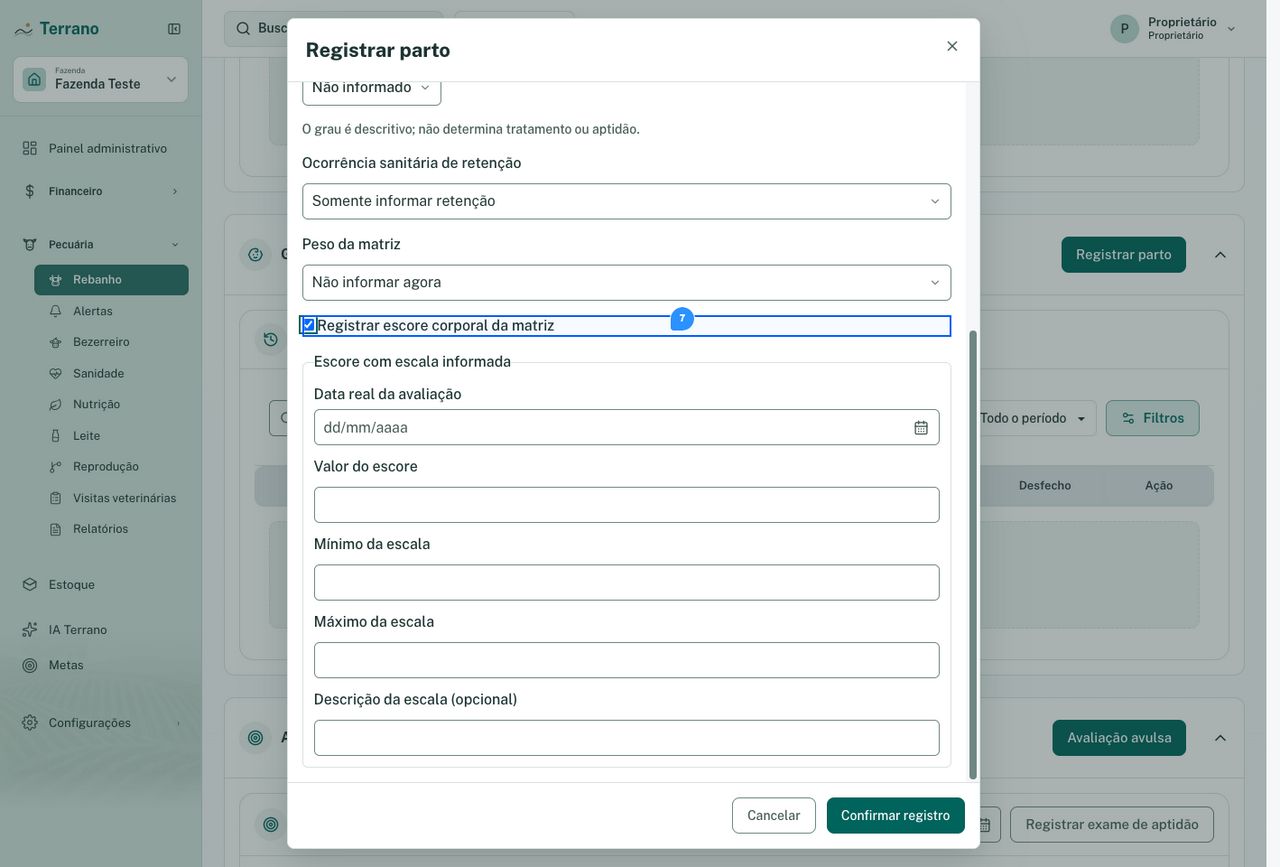 Terrano
Fazenda
Fazenda Teste
Painel administrativo
Financeiro
Pecuária
Rebanho
Alertas
Bezerreiro
Sanidade
Nutrição
Leite
Reprodução
Visitas veterinárias
Relatórios
Estoque
IA Terrano
Metas
Configurações
Busc
P
Proprietário
Proprietário
Registrar parto
Não informado
O grau é descritivo; não determina tratamento ou aptidão.
Ocorrência sanitária de retenção
Somente informar retenção
Peso da matriz
Não informar agora
7
Registrar escore corporal da matriz
Escore com escala informada
Data real da avaliação
dd/mm/aaaa
Valor do escore
Mínimo da escala
Máximo da escala
Descrição da escala (opcional)
Cancelar
Confirmar registro
Registrar parto
Todo o período
Filtros
Desfecho
Ação
Avaliação avulsa
Registrar exame de aptidão